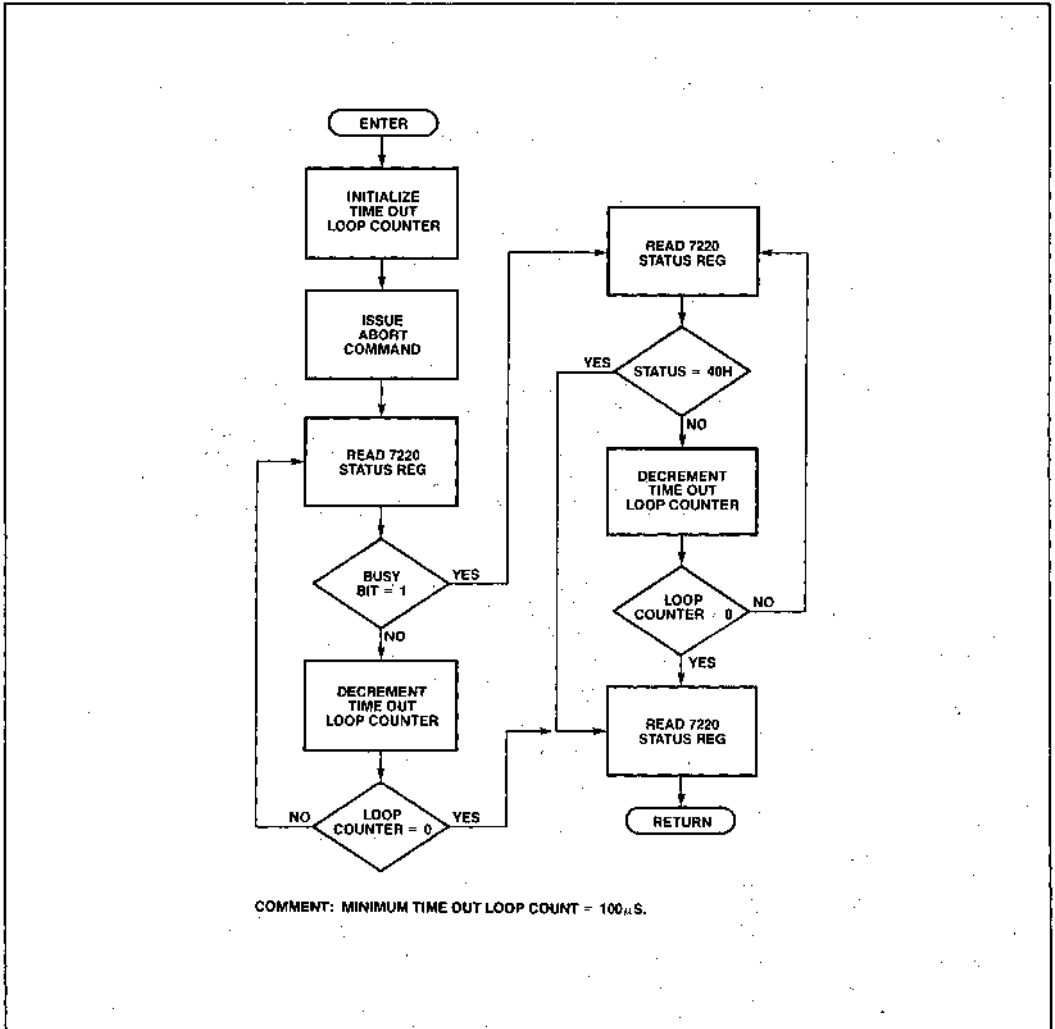 ENTER
INITIALIZE
TIME OUT
LOOP COUNTER
ISSUE
ABORT
COMMAND
READ 7220
STATUS REG
BUSY
BIT = 1
YES
NO
DECREMENT
TIME OUT
LOOP COUNTER
LOOP
COUNTER = 0
NO
YES
READ 7220
STATUS REG
STATUS = 40H
YES
NO
DECREMENT
TIME OUT
LOOP COUNTER
LOOP
COUNTER 0
NO
YES
READ 7220
STATUS REG
RETURN
COMMENT: MINIMUM TIME OUT LOOP COUNT = 100µS.